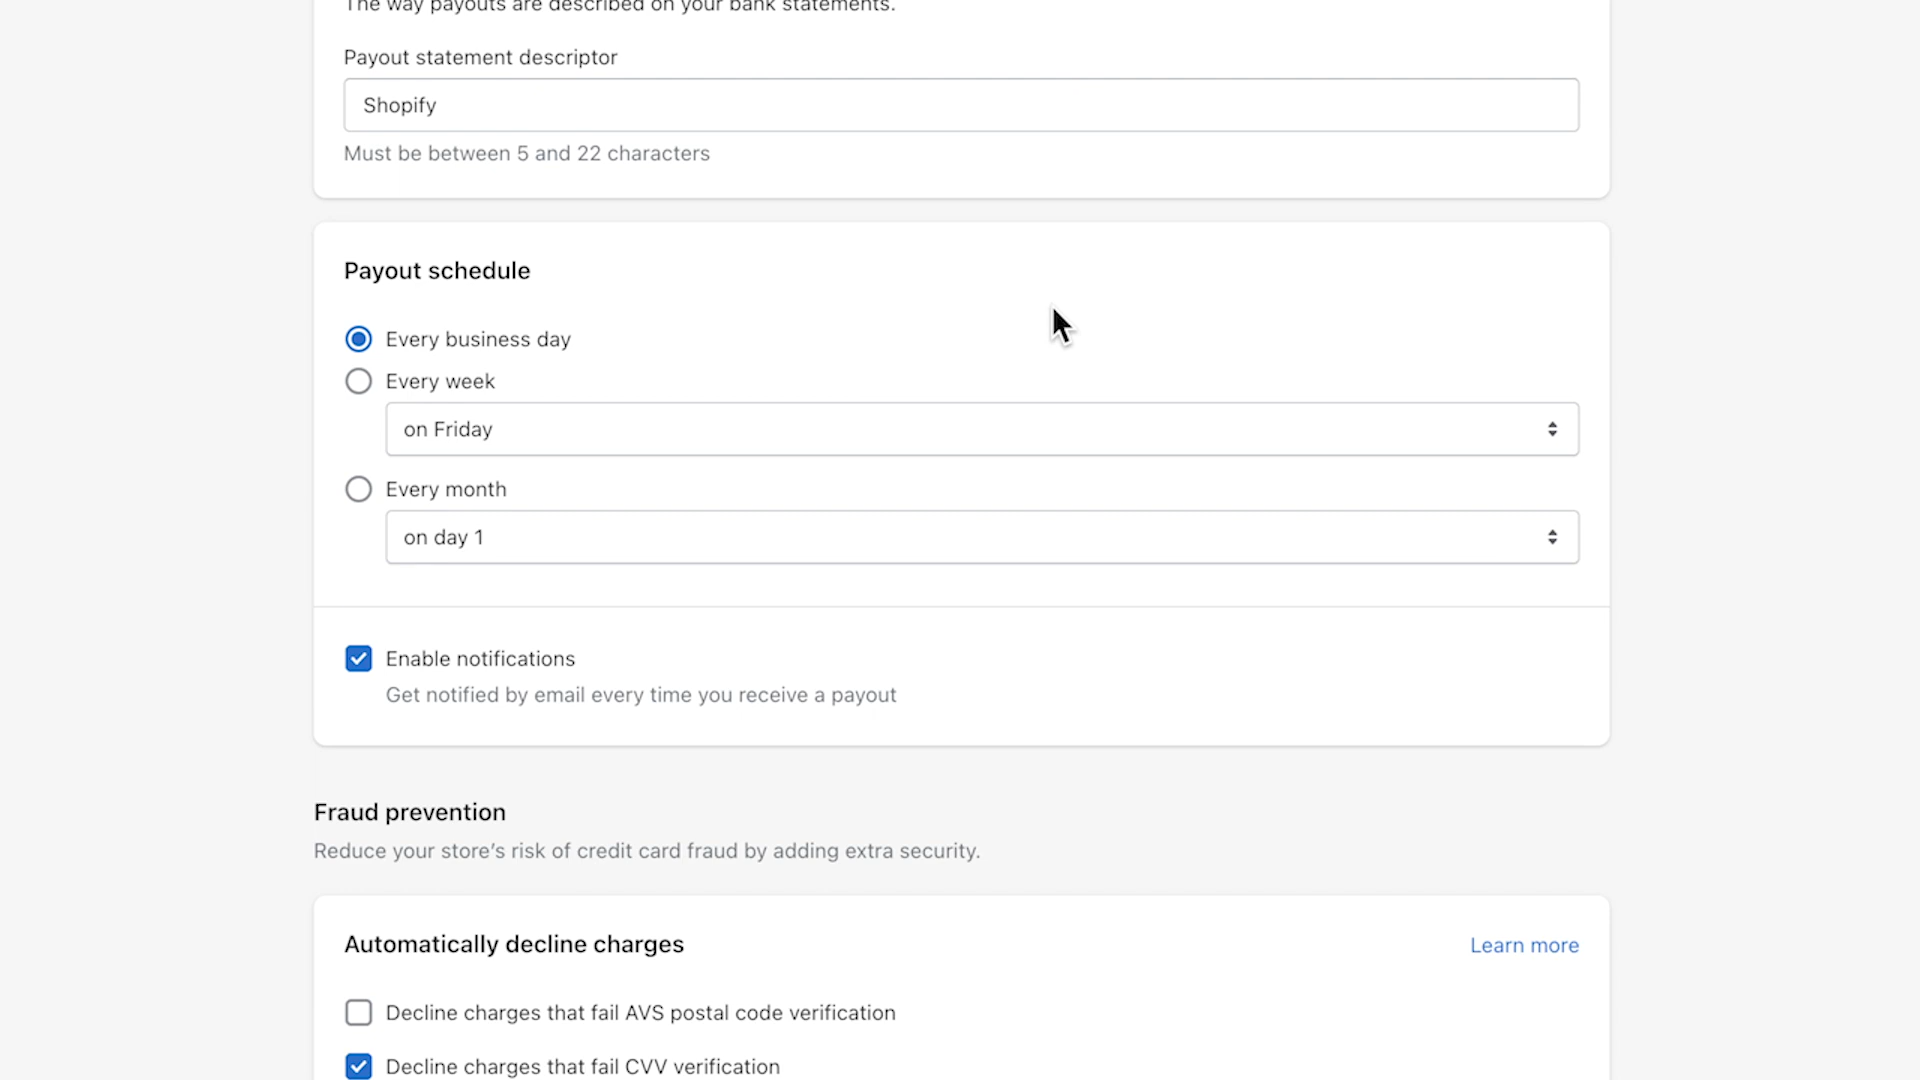 The way payouts are described on your bank statements.
Payout statement descriptor
Shopify
Must be between 5 and 22 characters
Payout schedule
Every business day
Every week
on Friday
Every month
on day 1
Enable notifications
Get notified by email every time you receive a payout
Fraud prevention
Reduce your store’s risk of credit card fraud by adding extra security.
Automatically decline charges
Learn more
Decline charges that fail AVS postal code verification
Decline charges that fail CVV verification